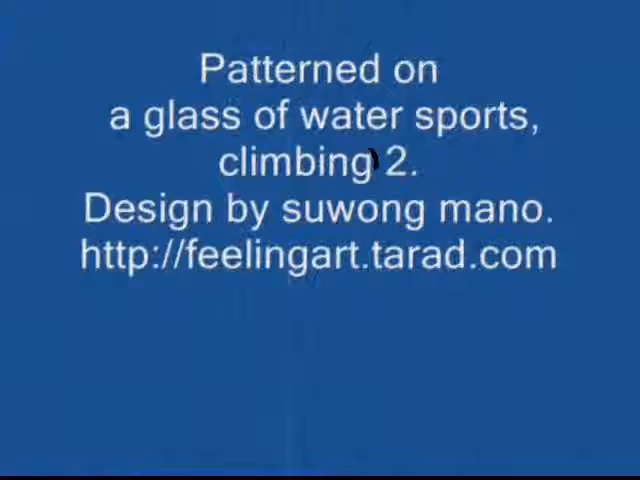 Patterned on
a glass of water sports,
climbing 2.
Design by suwong mano.
http://feelingart.tarad.com